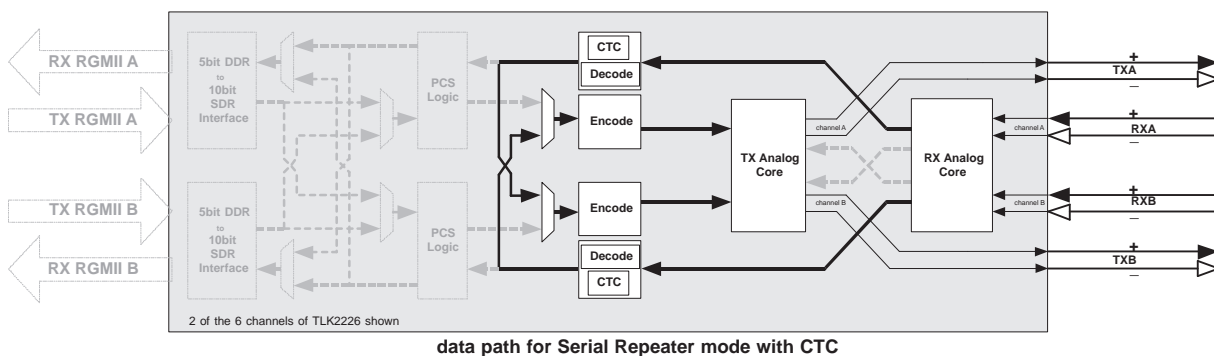 RX RGMII A
TX RGMII A
TX RGMII B
RX RGMII B
5bit DDR
to
10bit
SDR
Interface
5bit DDR
to
10bit
SDR
Interface
PCS
Logic
PCS
Logic
CTC
Decode
Encode
Encode
Decode
CTC
TX Analog
Core
channel A
channel B
RX Analog
Core
channel A
channel B
+
TXA
_
+
RXA
_
+
RXB
_
+
TXB
_
2 of the 6 channels of TLK2226 shown
data path for Serial Repeater mode with CTC